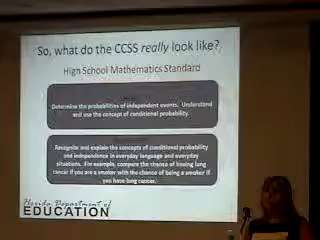 So, what do the CCSS really look like?
High School Mathematics Standard
Determine the probabilities of independent events. Understand
and use the concept of conditional probability.
Recognize and explain the concepts of conditional probability
and independence in everyday language and everyday
situations. For example, compare the chance of having lung
cancer if you are a smoker with the chance of being a smoker if
you have lung cancer.
Florida Department of
EDUCATION